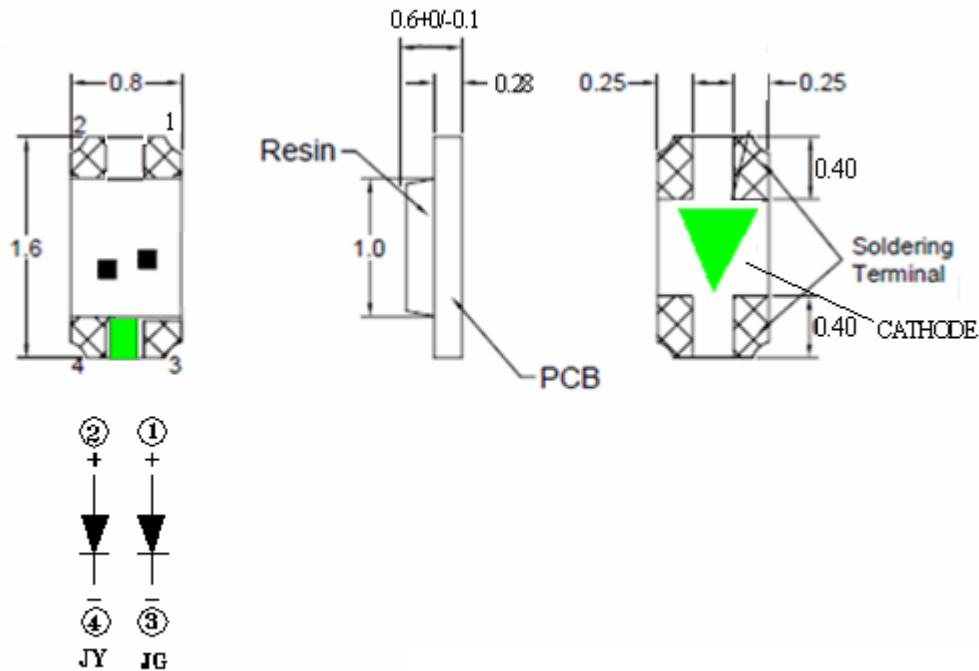 0.6+0/-0.1
0.8
0.28
0.25
0.25
2
1
Resin
0.40
1.6
1.0
Soldering
Terminal
0.40
CATHODE
4
3
PCB
② ①
+ +
− −
④ ③
JY JG